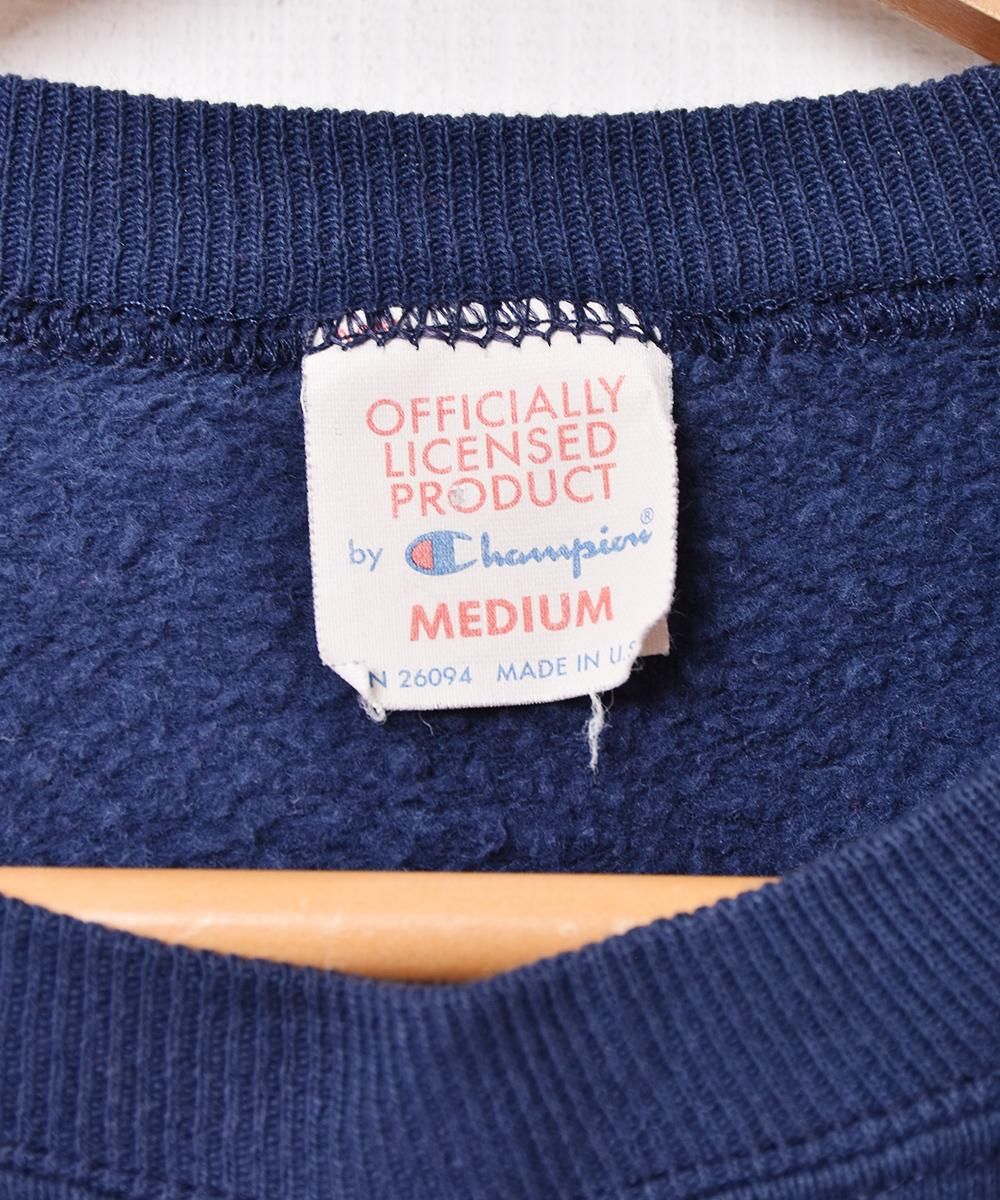 OFFICIALLY
LICENSED
PRODUCT
by Champion®
MEDIUM
N 26094 MADE IN U.S